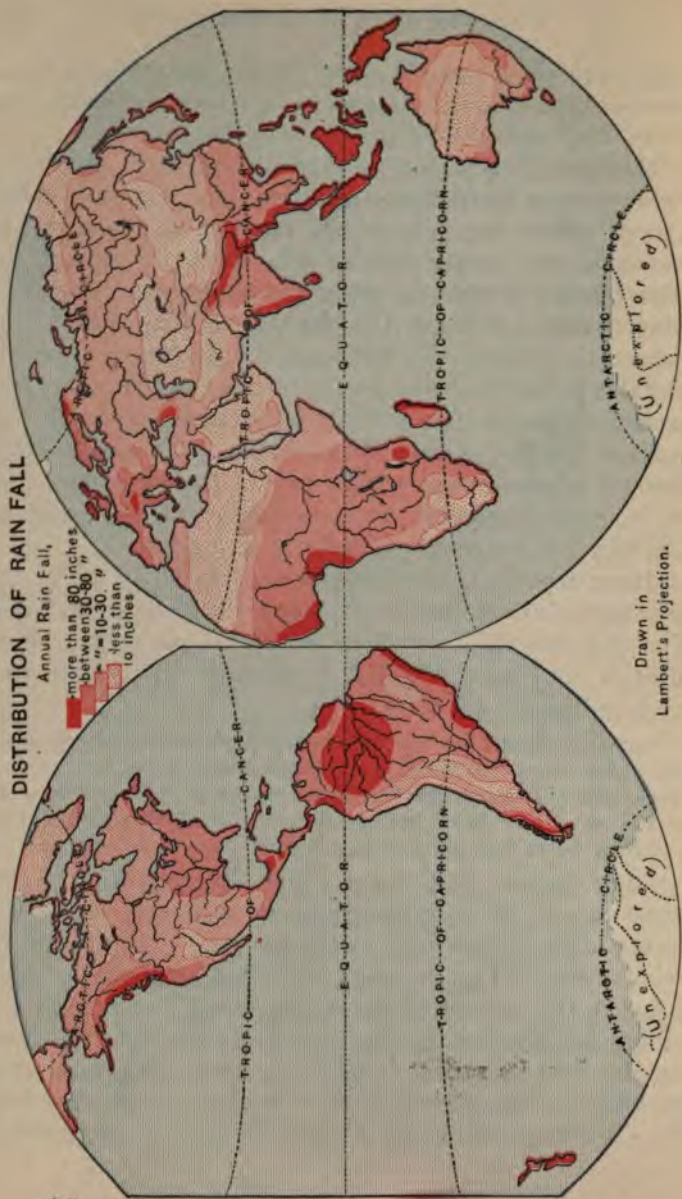 DISTRIBUTION OF RAIN FALL
Annual Rain Fall,
more than 80 inches
between 30-80 "
" = 10-30 "
less than
10 inches
ARCTIC CIRCLE
TROPIC OF CANCER
EQUATOR
TROPIC OF CAPRICORN
ANTARCTIC CIRCLE
(Unexplored)
ARCTIC CIRCLE
TROPIC OF CANCER
EQUATOR
TROPIC OF CAPRICORN
ANTARCTIC CIRCLE
(Unexplored)
Drawn in
Lambert's Projection.